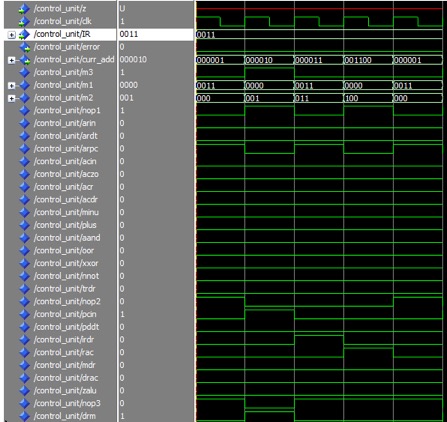 /control_unit/z U
/control_unit/clk 1
/control_unit/IR 0011 0011
/control_unit/error 0
/control_unit/curr_add 000010 000001 000010 000011 001100 000001
/control_unit/m3 1
/control_unit/m1 0000 0011 0000 0011 0000 0011
/control_unit/m2 001 000 001 011 100 000
/control_unit/nop1 1
/control_unit/arin 0
/control_unit/ardt 0
/control_unit/arpc 0
/control_unit/acin 0
/control_unit/aczo 0
/control_unit/acr 0
/control_unit/acdr 0
/control_unit/minu 0
/control_unit/plus 0
/control_unit/aand 0
/control_unit/oor 0
/control_unit/xxor 0
/control_unit/nnot 0
/control_unit/trdr 0
/control_unit/nop2 0
/control_unit/pcin 1
/control_unit/pddt 0
/control_unit/irdr 0
/control_unit/rac 0
/control_unit/mdr 0
/control_unit/drac 0
/control_unit/zalu 0
/control_unit/nop3 0
/control_unit/drm 1